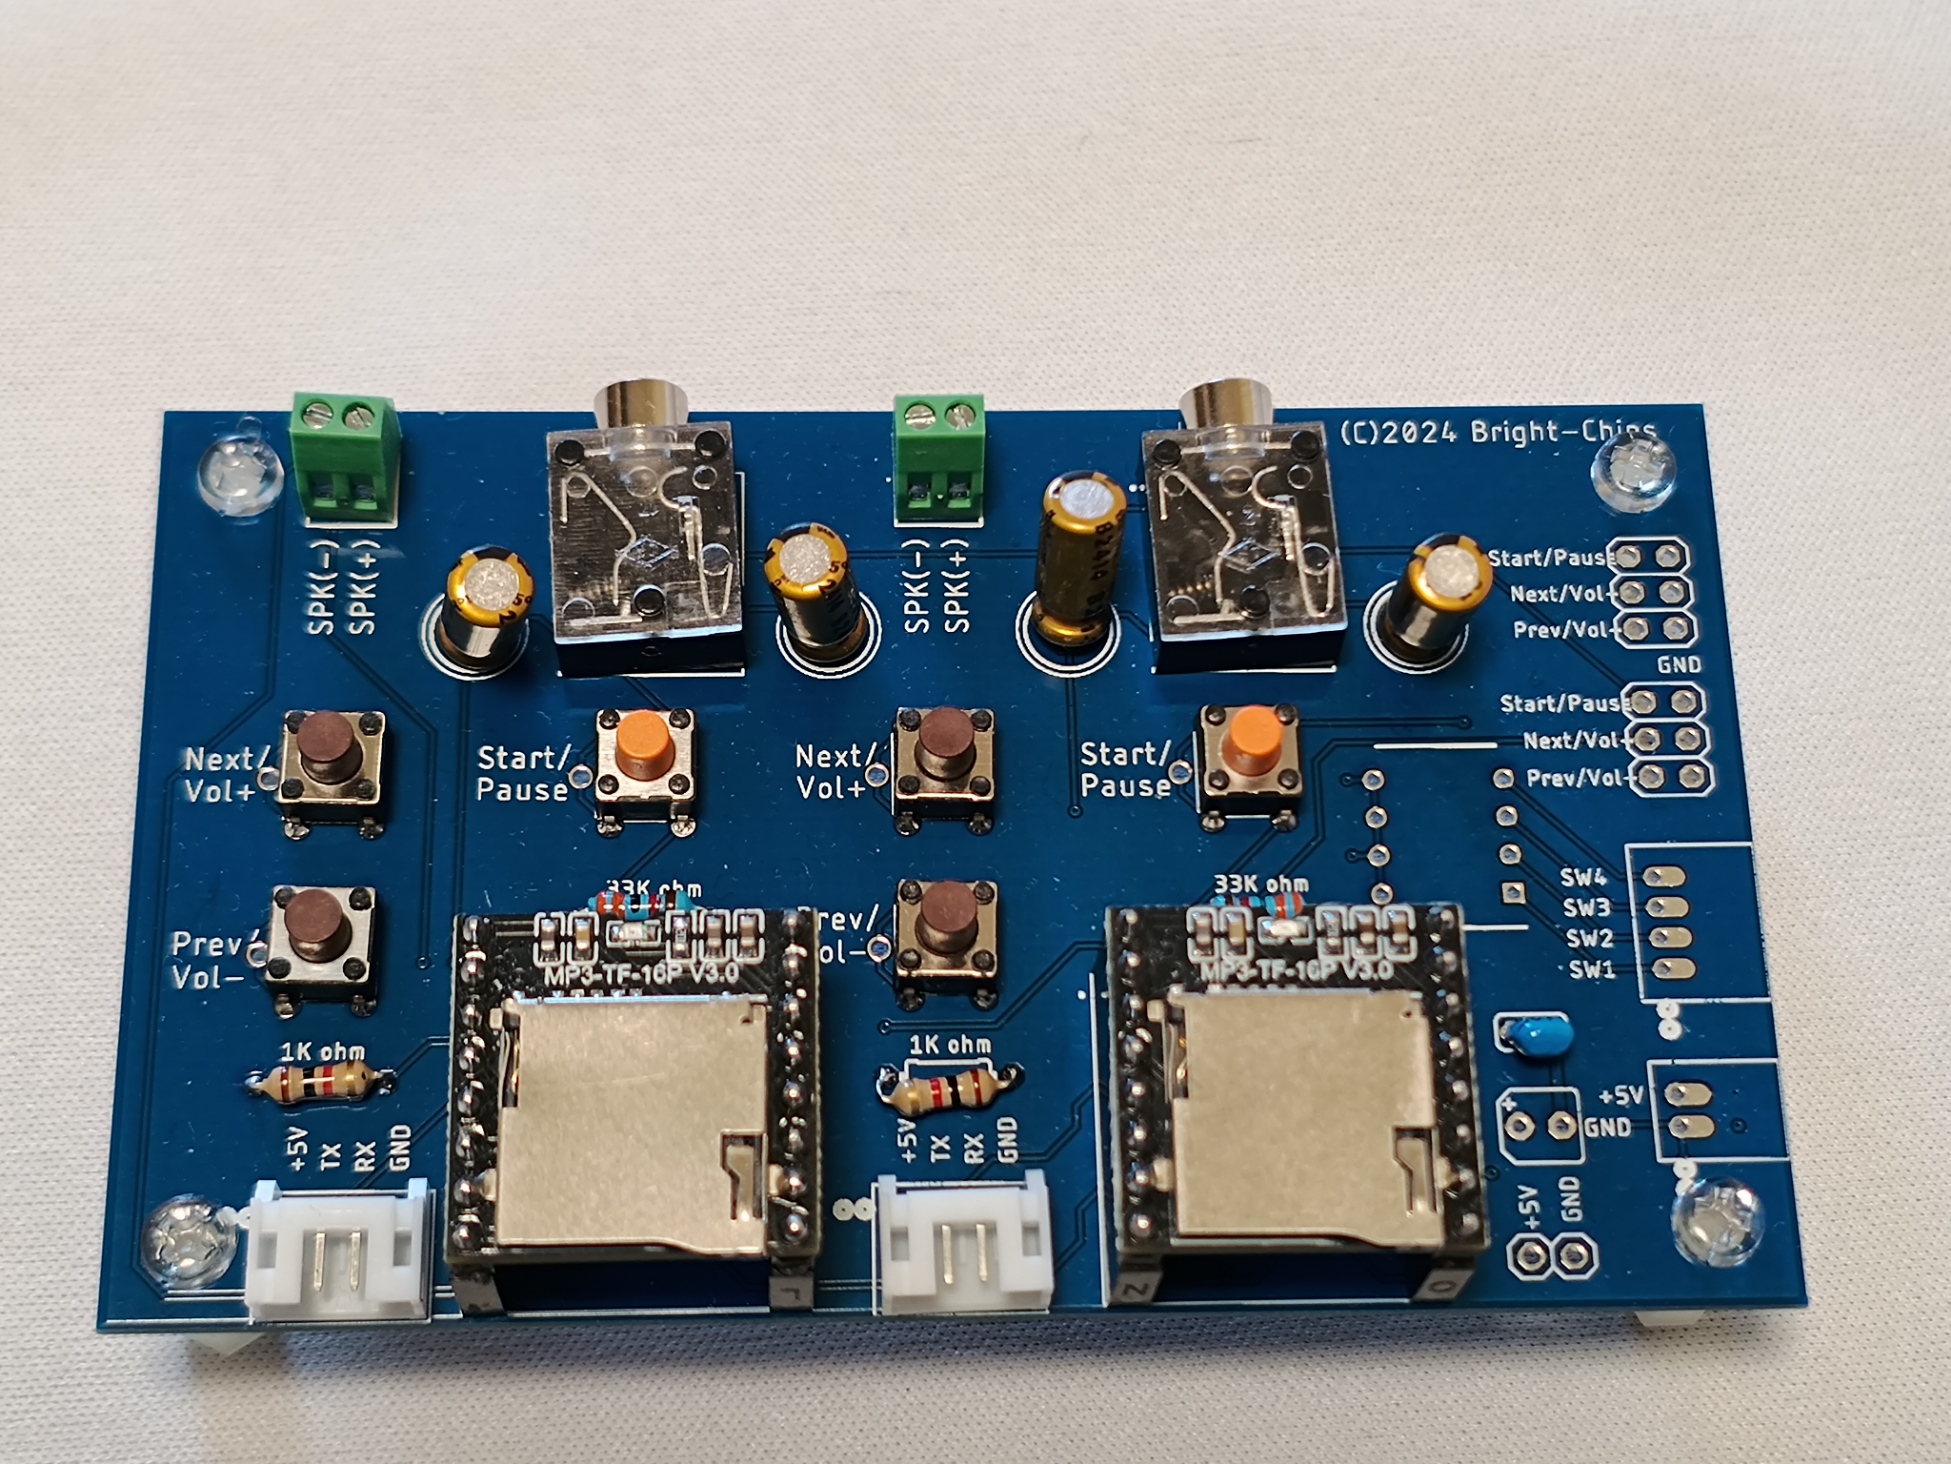 (C)2024 Bright-Chips
SPK(-)
SPK(+)
SPK(-)
SPK(+)
Start/Pause
Next/Vol+
Prev/Vol-
GND
Start/Pause
Next/Vol+
Prev/Vol-
Next/
Vol+
Start/
Pause
Next/
Vol+
Start/
Pause
33K ohm
33K ohm
Prev/
Vol-
Prev/
Vol-
MP3-TF-16P V3.0
MP3-TF-16P V3.0
SW4
SW3
SW2
SW1
1K ohm
1K ohm
+5V
TX
RX
GND
+5V
TX
RX
GND
+5V
GND
+5V
GND